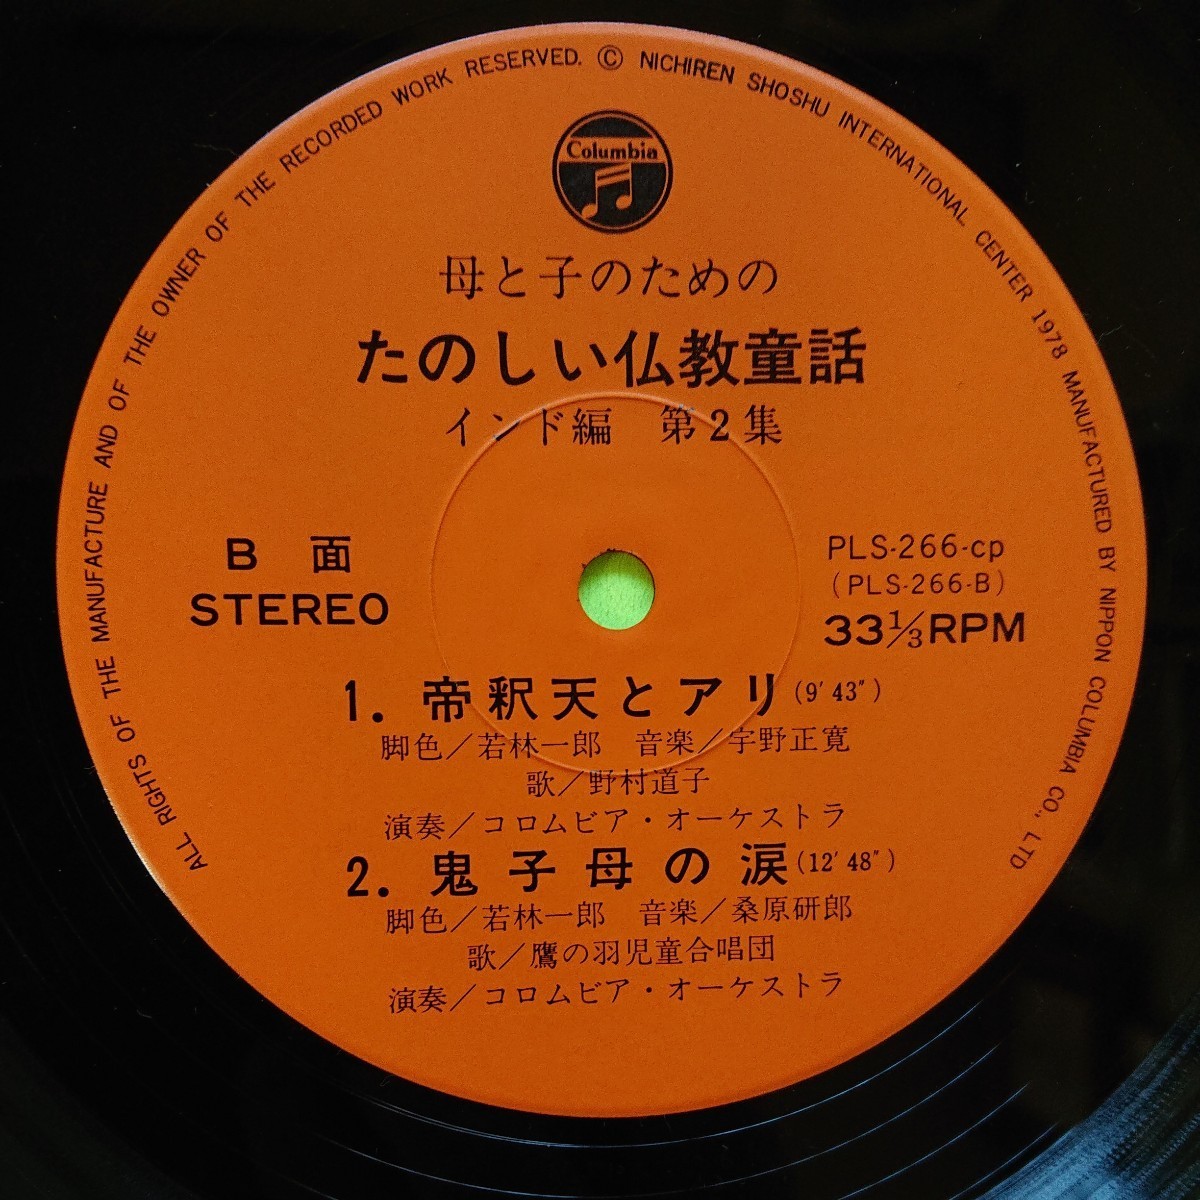 ALL RIGHTS OF THE MANUFACTURE AND OF THE OWNER OF THE RECORDED WORK RESERVED. © NICHIREN SHOSHU INTERNATIONAL CENTER 1978 MANUFACTURED BY NIPPON COLUMBIA CO., LTD
Columbia
母と子のための
たのしい仏教童話
インド編 第2集
B 面
STEREO
PLS-266-cp
(PLS-266-B)
33 1/3 RPM
1. 帝釈天とアリ(9′43″)
脚色/若林一郎 音楽/宇野正寛
歌/野村道子
演奏/コロムビア・オーケストラ
2. 鬼子母の涙(12′48″)
脚色/若林一郎 音楽/桑原研郎
歌/鷹の羽児童合唱団
演奏/コロムビア・オーケストラ